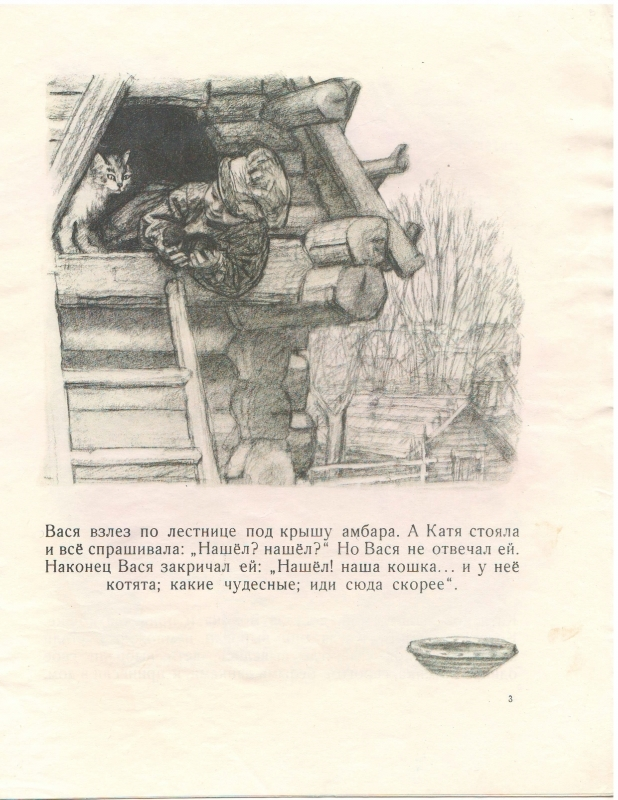 Вася взлез по лестнице под крышу амбара. А Катя стояла
и всё спрашивала: „Нашёл? нашёл?“ Но Вася не отвечал ей.
Наконец Вася закричал ей: „Нашёл! наша кошка... и у неё
котята; какие чудесные; иди сюда скорее“.
3